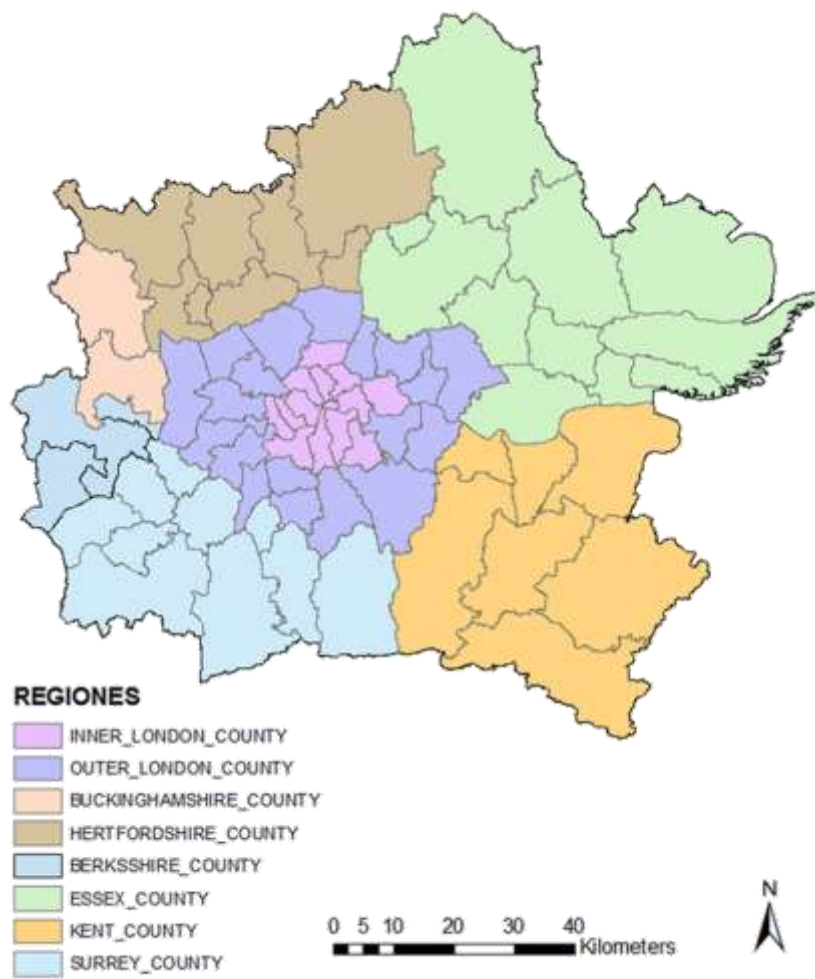 REGIONES
INNER_LONDON_COUNTY
OUTER_LONDON_COUNTY
BUCKINGHAMSHIRE_COUNTY
HERTFORDSHIRE_COUNTY
BERKSSHIRE_COUNTY
ESSEX_COUNTY
KENT_COUNTY
SURREY_COUNTY
0 5 10 20 30 40
Kilometers
N